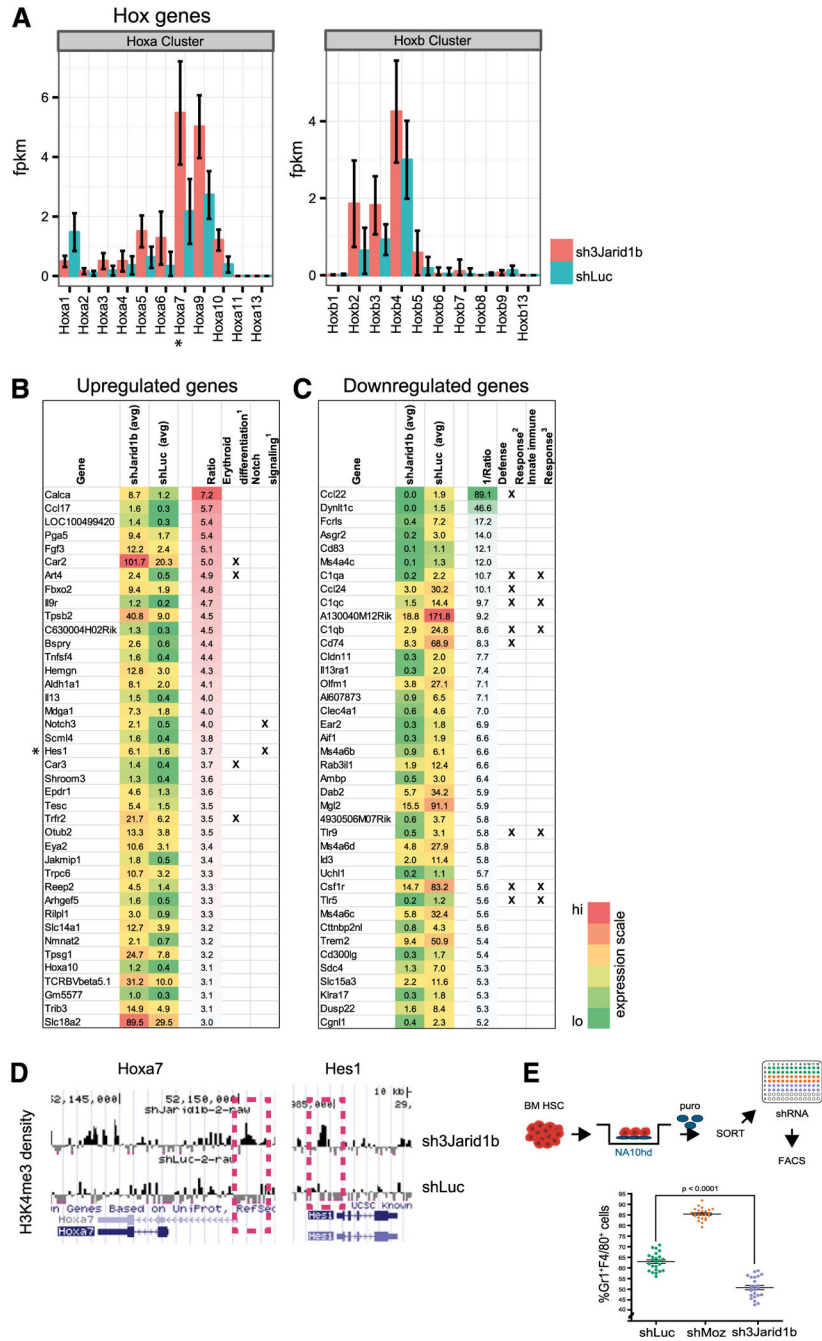 A
Hox genes
Hoxa Cluster
Hoxb Cluster
fpkm
6
4
2
0
Hoxa1
Hoxa2
Hoxa3
Hoxa4
Hoxa5
Hoxa6
Hoxa7
Hoxa9
Hoxa10
Hoxa11
Hoxa13
*
fpkm
4
2
0
Hoxb1
Hoxb2
Hoxb3
Hoxb4
Hoxb5
Hoxb6
Hoxb7
Hoxb8
Hoxb9
Hoxb13
sh3Jarid1b
shLuc
B Upregulated genes
Gene shJarid1b (avg) shLuc (avg) Ratio Erythroid differentiation¹ Notch signaling¹
Calca 8.7 1.2 7.2
Ccl17 1.6 0.3 5.7
LOC100499420 1.4 0.3 5.4
Pga5 9.4 1.7 5.4
Fgf3 12.2 2.4 5.1
Car2 101.7 20.3 5.0 X
Art4 2.4 0.5 4.9 X
Fbxo2 9.4 1.9 4.8
Il9r 1.2 0.2 4.7
Tpsb2 40.8 9.0 4.5
C630004H02Rik 1.3 0.3 4.5
Bspry 2.6 0.6 4.4
Tnfsf4 1.6 0.4 4.4
Hemgn 12.8 3.0 4.3
Aldh1a1 8.1 2.0 4.1
Il13 1.5 0.4 4.0
Mdga1 7.3 1.8 4.0
Notch3 2.1 0.5 4.0 X
Scml4 1.6 0.4 3.8
* Hes1 6.1 1.6 3.7 X
Car3 1.4 0.4 3.7 X
Shroom3 1.3 0.4 3.6
Epdr1 4.6 1.3 3.6
Tesc 5.4 1.5 3.5
Trfr2 21.7 6.2 3.5 X
Otub2 13.3 3.8 3.5
Eya2 10.6 3.1 3.4
Jakmip1 1.8 0.5 3.4
Trpc6 10.7 3.2 3.3
Reep2 4.5 1.4 3.3
Arhgef5 1.6 0.5 3.3
Rilpl1 3.0 0.9 3.3
Slc14a1 12.7 3.9 3.2
Nmnat2 2.1 0.7 3.2
Tpsg1 24.7 7.8 3.2
Hoxa10 1.2 0.4 3.1
TCRBVbeta5.1 31.2 10.0 3.1
Gm5577 1.0 0.3 3.1
Trib3 14.9 4.9 3.1
Slc18a2 89.5 29.5 3.0
C Downregulated genes
Gene shJarid1b (avg) shLuc (avg) 1/Ratio Defense Response² Innate immune Response³
Ccl22 0.0 1.9 89.1 X
Dynlt1c 0.0 1.5 46.6
Fcrls 0.4 7.2 17.2
Asgr2 0.2 3.0 14.0
Cd83 0.1 1.1 12.1
Ms4a4c 0.1 1.3 12.0
C1qa 0.2 2.2 10.7 X X
Ccl24 3.0 30.2 10.1 X
C1qc 1.5 14.4 9.7 X X
A130040M12Rik 18.8 171.8 9.2
C1qb 2.9 24.8 8.6 X X
Cd74 8.3 68.9 8.3 X
Cldn11 0.3 2.0 7.7
Il13ra1 0.3 2.0 7.4
Olfm1 3.8 27.1 7.1
AI607873 0.9 6.5 7.1
Clec4a1 0.6 4.6 7.0
Ear2 0.3 1.8 6.9
Aif1 0.3 1.9 6.6
Ms4a6b 0.9 6.1 6.6
Rab3il1 1.9 12.4 6.6
Ambp 0.5 3.0 6.4
Dab2 5.7 34.2 5.9
Mgl2 15.5 91.1 5.9
4930506M07Rik 0.6 3.7 5.8
Tlr9 0.5 3.1 5.8 X X
Ms4a6d 4.8 27.9 5.8
Id3 2.0 11.4 5.8
Uchl1 0.2 1.1 5.7
Csf1r 14.7 83.2 5.6 X X
Tlr5 0.2 1.2 5.6 X X
Ms4a6c 5.8 32.4 5.6
Cttnbp2nl 0.8 4.3 5.6
Trem2 9.4 50.9 5.4
Cd300lg 0.3 1.7 5.4
Sdc4 1.3 7.0 5.3
Slc15a3 2.2 11.6 5.3
Klra17 0.3 1.8 5.3
Dusp22 1.6 8.4 5.3
Cgnl1 0.4 2.3 5.2
hi
expression scale
lo
D
Hoxa7
Hes1
H3K4me3 density
52,145,000| 52,150,000|
shJarid1b-2-raw
shLuc-2-raw
Genes Based on UniProt, RefSeq
Hoxa7
Hoxa7
10 kb
985,000| 29,
UCSC Known
Hes1
Hes1
sh3Jarid1b
shLuc
E
BM HSC
NA10hd
puro
SORT
shRNA
FACS
p < 0.0001
%Gr1⁺F4/80⁺ cells
95
90
85
80
75
70
65
60
55
50
45
40
shLuc
shMoz
sh3Jarid1b